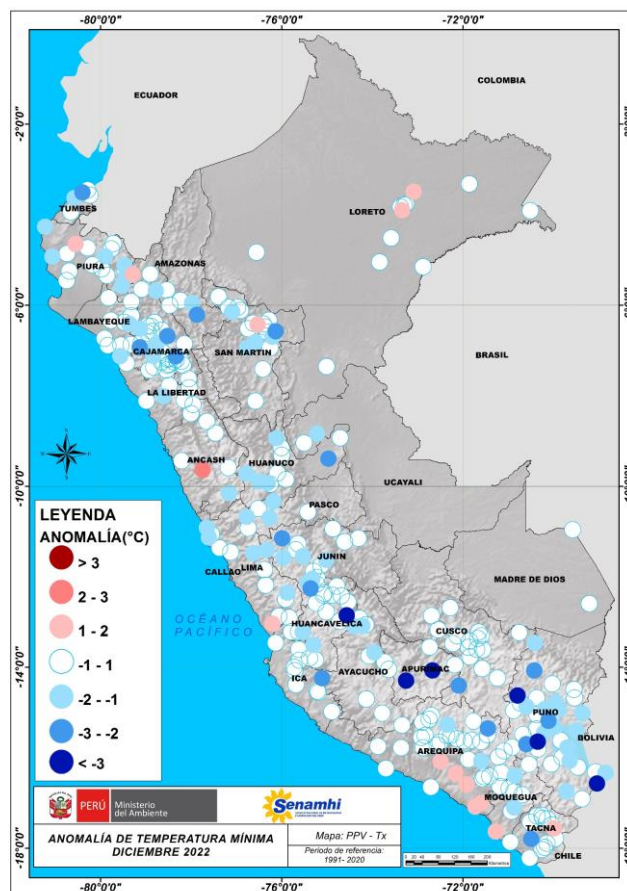 -80°0'0" -76°0'0" -72°0'0"
ECUADOR
COLOMBIA
-2°0'0"
TUMBES
LORETO
PIURA
AMAZONAS
-6°0'0"
LAMBAYEQUE
CAJAMARCA
SAN MARTIN
BRASIL
LA LIBERTAD
ANCASH
HUANUCO
UCAYALI
-10°0'0"
PASCO
JUNIN
LIMA
CALLAO
MADRE DE DIOS
OCÉANO
PACÍFICO
HUANCAVELICA
CUSCO
-14°0'0"
ICA
AYACUCHO
APURIMAC
PUNO
BOLIVIA
AREQUIPA
MOQUEGUA
TACNA
CHILE
-18°0'0"
LEYENDA
ANOMALÍA(°C)
> 3
2 - 3
1 - 2
-1 - 1
-2 - -1
-3 - -2
< -3
PERÚ
Ministerio
del Ambiente
Senamhi
ANOMALÍA DE TEMPERATURA MÍNIMA
DICIEMBRE 2022
Mapa: PPV - Tx
Período de referencia:
1991- 2020
-80°0'0" -76°0'0" -72°0'0"